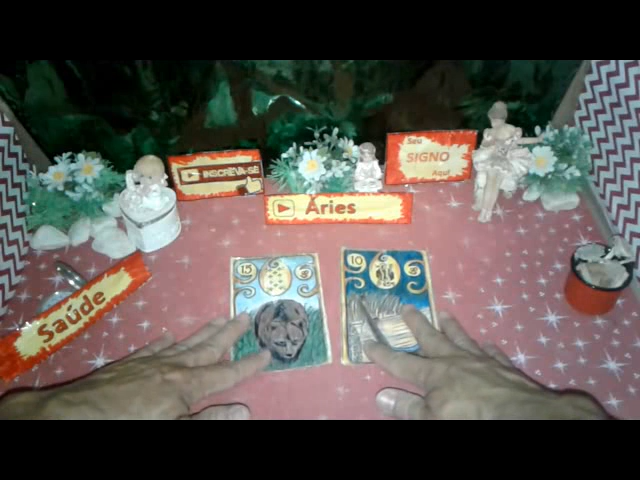 INSCREVA-SE
Seu
SIGNO
Aqui
Áries
Saúde
15
10